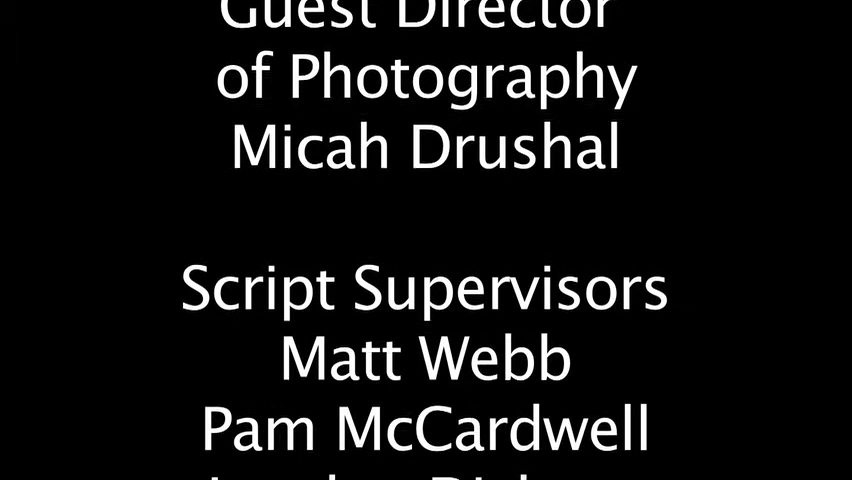 Guest Director
of Photography
Micah Drushal
Script Supervisors
Matt Webb
Pam McCardwell